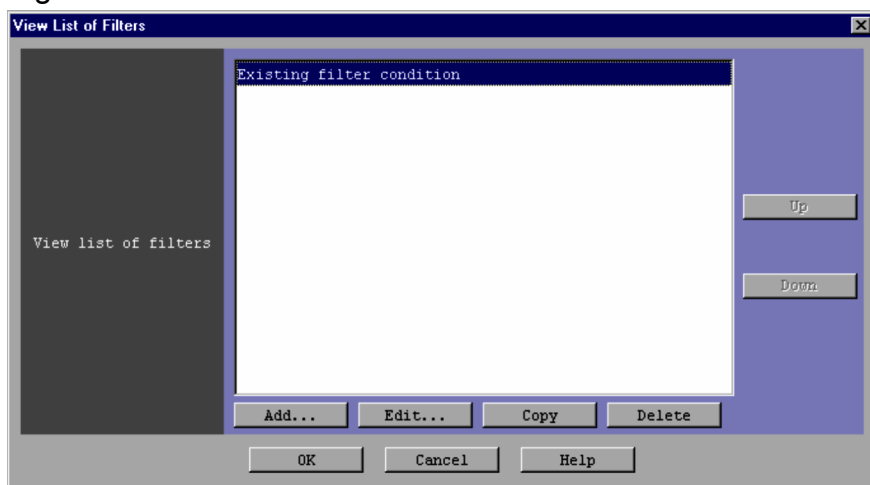 View List of Filters
Existing filter condition
Up
View list of filters
Down
Add... Edit... Copy Delete
OK Cancel Help